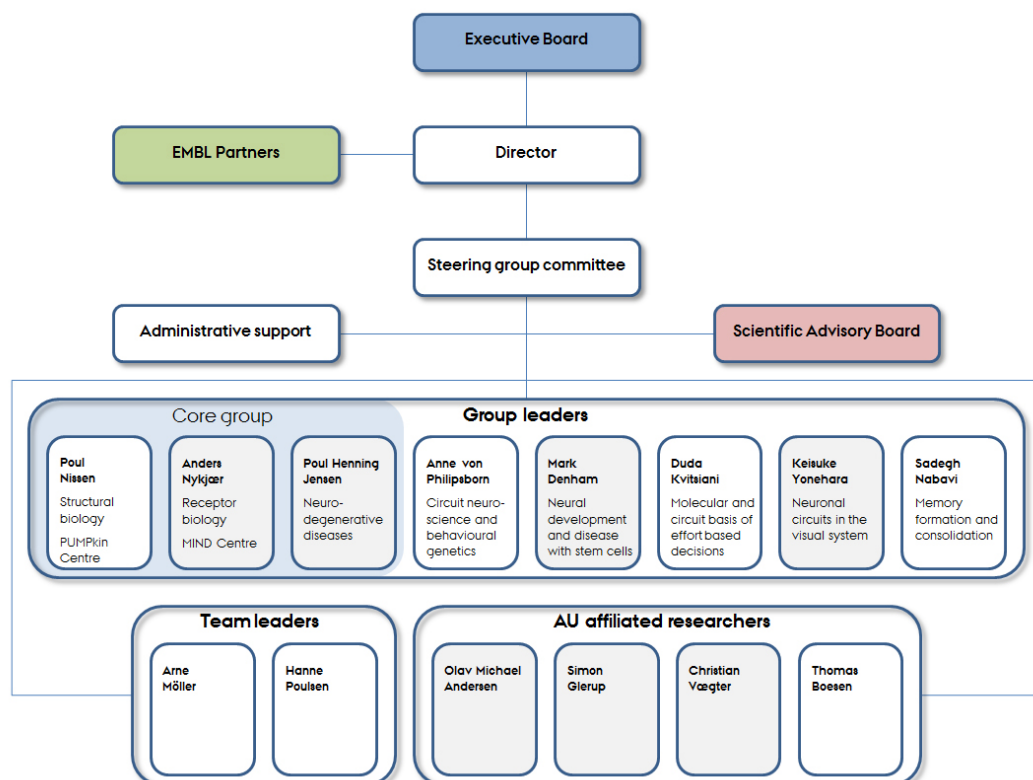 Executive Board
EMBL Partners
Director
Steering group committee
Administrative support
Scientific Advisory Board
Core group
Group leaders
Poul
Nissen
Structural
biology
PUMPkin
Centre
Anders
Nykjær
Receptor
biology
MIND Centre
Poul Henning
Jensen
Neuro-
degenerative
diseases
Anne von
Philipsborn
Circuit neuro-
science and
behavioural
genetics
Mark
Denham
Neural
development
and disease
with stem cells
Duda
Kvitsiani
Molecular and
circuit basis of
effort based
decisions
Keisuke
Yonehara
Neuronal
circuits in the
visual system
Sadegh
Nabavi
Memory
formation and
consolidation
Team leaders
Arne
Möller
Hanne
Poulsen
AU affiliated researchers
Olav Michael
Andersen
Simon
Glerup
Christian
Vægter
Thomas
Boesen